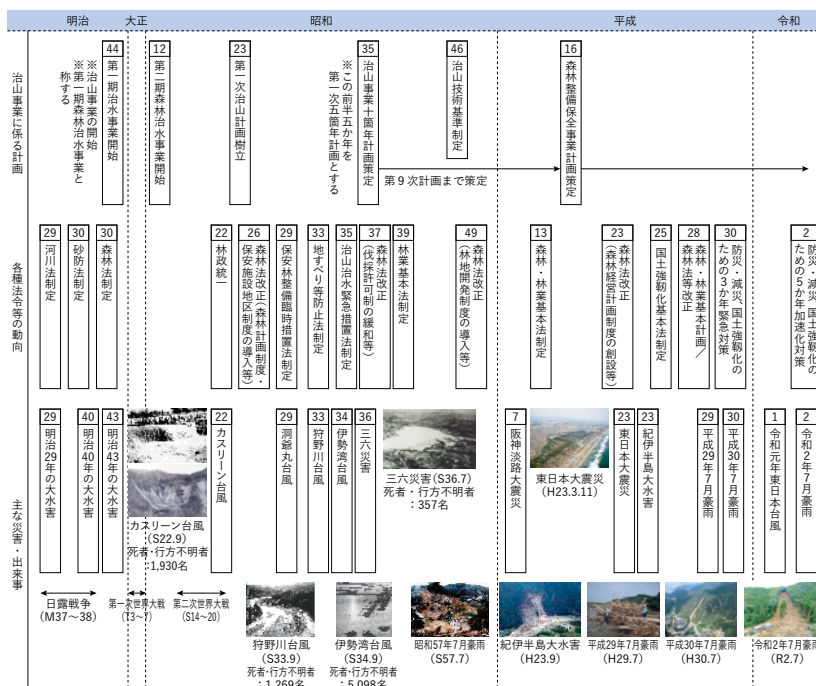 明治
大正
昭和
平成
令和
治山事業に係る計画
44
第一期治水事業開始
※治山事業の開始
※第一期森林治水事業と
称する
12
第二期森林治水事業開始
23
第一次治山計画樹立
35
治山事業十箇年計画策定
※この前半五か年を
第一次五箇年計画とする
46
治山技術基準制定
第9次計画まで策定
16
森林整備保全事業計画策定
各種法令等の動向
29
河川法制定
30
砂防法制定
30
森林法制定
22
林政統一
26
森林法改正(森林計画制度・
保安施設地区制度の導入等)
29
保安林整備臨時措置法制定
33
地すべり等防止法制定
35
治山治水緊急措置法制定
37
森林法改正
(伐採許可制の緩和等)
39
林業基本法制定
49
森林法改正
(林地開発制度の導入等)
13
森林・林業基本法制定
23
森林法改正
(森林経営計画制度の創設等)
25
国土強靱化基本法制定
28
森林・林業基本計画/
森林法等改正
30
防災・減災、国土強靱化の
ための3か年緊急対策
2
防災・減災、国土強靱化の
ための5か年加速化対策
主な災害・出来事
29
明治29年の大水害
40
明治40年の大水害
43
明治43年の大水害
カスリーン台風
(S22.9)
死者・行方不明者
:1,930名
22
カスリーン台風
29
洞爺丸台風
33
狩野川台風
34
伊勢湾台風
36
三六災害
三六災害(S36.7)
死者・行方不明者
:357名
7
阪神淡路大震災
東日本大震災
(H23.3.11)
23
東日本大震災
23
紀伊半島大水害
29
平成29年7月豪雨
30
平成30年7月豪雨
1
令和元年東日本台風
2
令和2年7月豪雨
日露戦争
(M37~38)
第一次世界大戦
(T3~7)
第二次世界大戦
(S14~20)
狩野川台風
(S33.9)
死者・行方不明者
:1,269名
伊勢湾台風
(S34.9)
死者・行方不明者
:5,098名
昭和57年7月豪雨
(S57.7)
紀伊半島大水害
(H23.9)
平成29年7月豪雨
(H29.7)
平成30年7月豪雨
(H30.7)
令和2年7月豪雨
(R2.7)